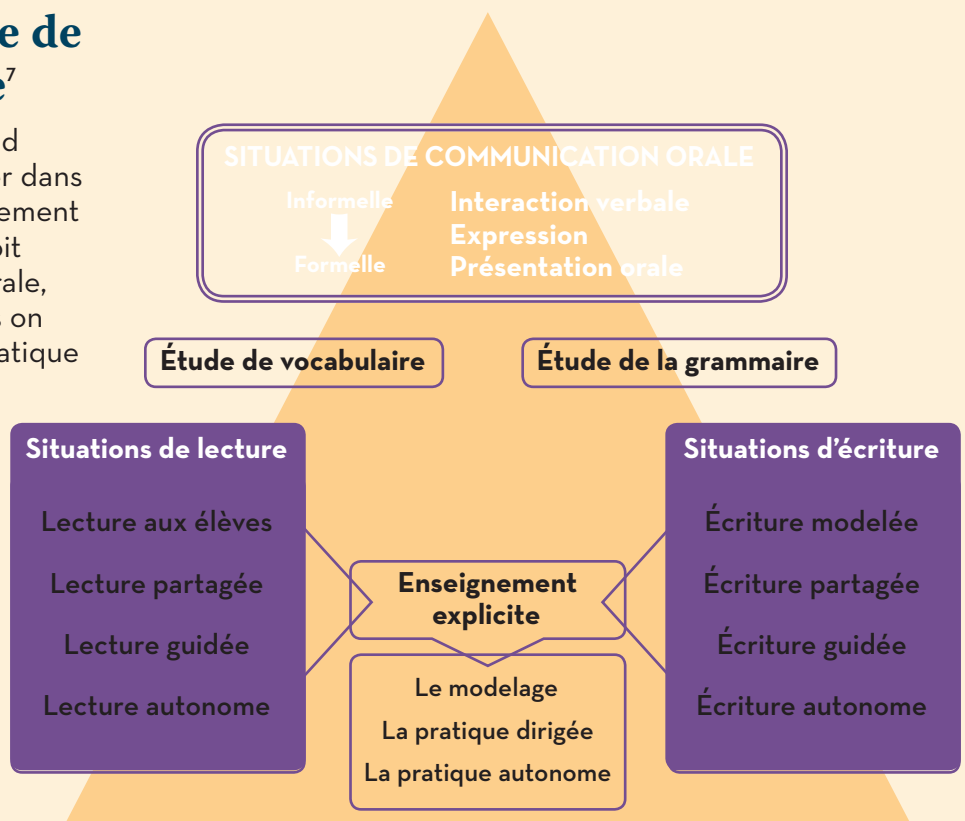 e de
e⁷
d
r dans
ement
oit
rale,
s on
atique
SITUATIONS DE COMMUNICATION ORALE
Informelle
Formelle
Interaction verbale
Expression
Présentation orale
Étude de vocabulaire
Étude de la grammaire
Situations de lecture
Lecture aux élèves
Lecture partagée
Lecture guidée
Lecture autonome
Enseignement
explicite
Le modelage
La pratique dirigée
La pratique autonome
Situations d'écriture
Écriture modelée
Écriture partagée
Écriture guidée
Écriture autonome